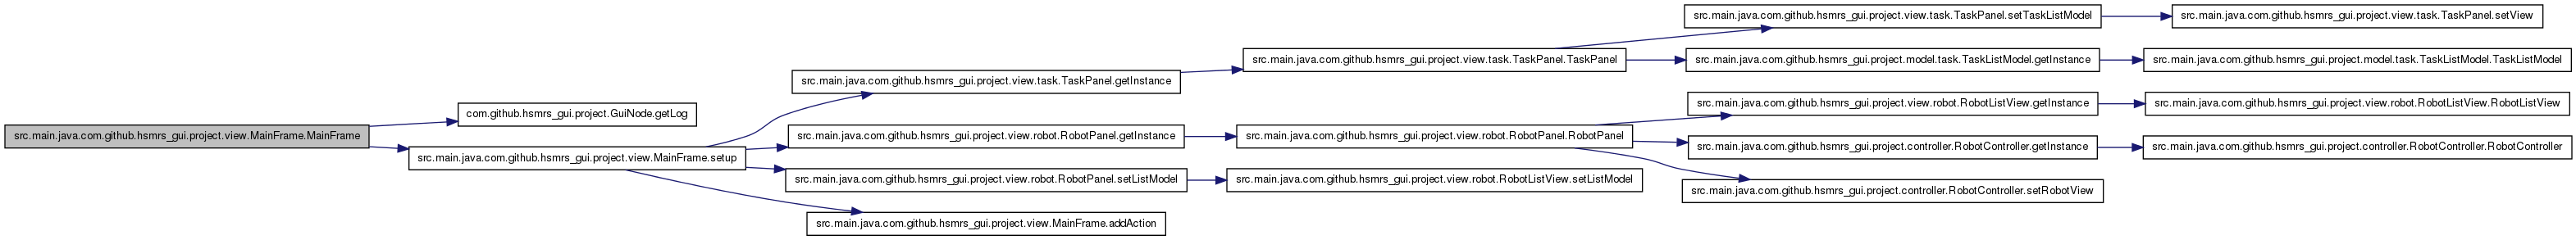 src.main.java.com.github.hsmrs_gui.project.view.MainFrame.MainFrame
com.github.hsmrs_gui.project.GuiNode.getLog
src.main.java.com.github.hsmrs_gui.project.view.MainFrame.setup
src.main.java.com.github.hsmrs_gui.project.view.task.TaskPanel.getInstance
src.main.java.com.github.hsmrs_gui.project.view.robot.RobotPanel.getInstance
src.main.java.com.github.hsmrs_gui.project.view.robot.RobotPanel.setListModel
src.main.java.com.github.hsmrs_gui.project.view.MainFrame.addAction
src.main.java.com.github.hsmrs_gui.project.view.task.TaskPanel.TaskPanel
src.main.java.com.github.hsmrs_gui.project.view.robot.RobotPanel.RobotPanel
src.main.java.com.github.hsmrs_gui.project.view.robot.RobotListView.setListModel
src.main.java.com.github.hsmrs_gui.project.view.task.TaskPanel.setTaskListModel
src.main.java.com.github.hsmrs_gui.project.model.task.TaskListModel.getInstance
src.main.java.com.github.hsmrs_gui.project.view.robot.RobotListView.getInstance
src.main.java.com.github.hsmrs_gui.project.controller.RobotController.getInstance
src.main.java.com.github.hsmrs_gui.project.controller.RobotController.setRobotView
src.main.java.com.github.hsmrs_gui.project.view.task.TaskPanel.setView
src.main.java.com.github.hsmrs_gui.project.model.task.TaskListModel.TaskListModel
src.main.java.com.github.hsmrs_gui.project.view.robot.RobotListView.RobotListView
src.main.java.com.github.hsmrs_gui.project.controller.RobotController.RobotController